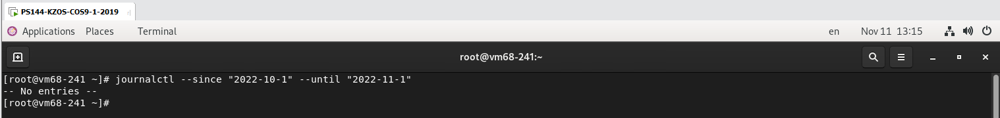 PS144-KZOS-COS9-1-2019
Applications Places Terminal en Nov 11 13:15
root@vm68-241:~
[root@vm68-241 ~]# journalctl --since "2022-10-1" --until "2022-11-1"
-- No entries --
[root@vm68-241 ~]#